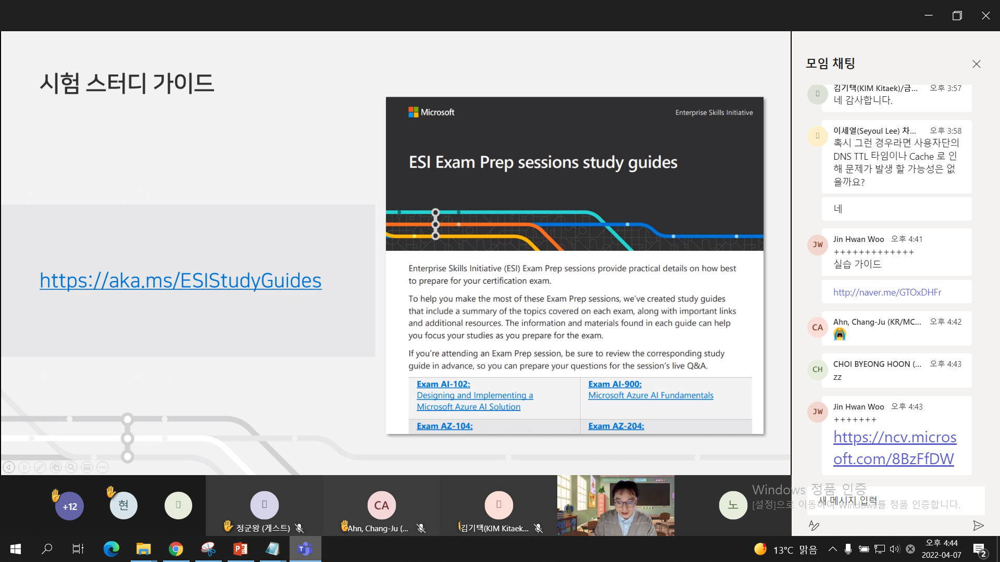 시험 스터디 가이드
https://aka.ms/ESIStudyGuides
Microsoft
Enterprise Skills Initiative
ESI Exam Prep sessions study guides
Enterprise Skills Initiative (ESI) Exam Prep sessions provide practical details on how best
to prepare for your certification exam.
To help you make the most of these Exam Prep sessions, we've created study guides
that include a summary of the topics covered on each exam, along with important links
and additional resources. The information and materials found in each guide can help
you focus your studies as you prepare for the exam.
If you're attending an Exam Prep session, be sure to review the corresponding study
guide in advance, so you can prepare your questions for the session's live Q&A.
Exam AI-102:
Designing and Implementing a
Microsoft Azure AI Solution
Exam AI-900:
Microsoft Azure AI Fundamentals
Exam AZ-104:
Exam AZ-204:
모임 채팅
김기택(KIM Kitaek)/금... 오후 3:57
네 감사합니다.
이세열(Seyoul Lee) 차... 오후 3:58
혹시 그런 경우라면 사용자단의
DNS TTL 타임이나 Cache 로 인
해 문제가 발생 할 가능성은 없
을까요?
네
JW
Jin Hwan Woo 오후 4:41
+++++++++++++
실습 가이드
http://naver.me/GTOxDHFr
CA
Ahn, Chang-Ju (KR/MC... 오후 4:42
CH
CHOI BYEONG HOON (... 오후 4:43
zz
JW
Jin Hwan Woo 오후 4:43
+++++++
https://ncv.micros
oft.com/8BzFfDW
Windows 정품 인증
[설정]으로 이동하여 Windows를 정품 인증합니다.
새 메시지 입력
+12
현
정군왕 (게스트)
CA
Ahn, Chang-Ju (...
김기택(KIM Kitaek...
노
13°C 맑음
오후 4:44
2022-04-07
2